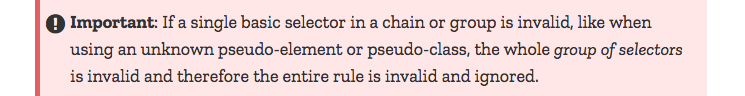 Important: If a single basic selector in a chain or group is invalid, like when
using an unknown pseudo-element or pseudo-class, the whole group of selectors
is invalid and therefore the entire rule is invalid and ignored.